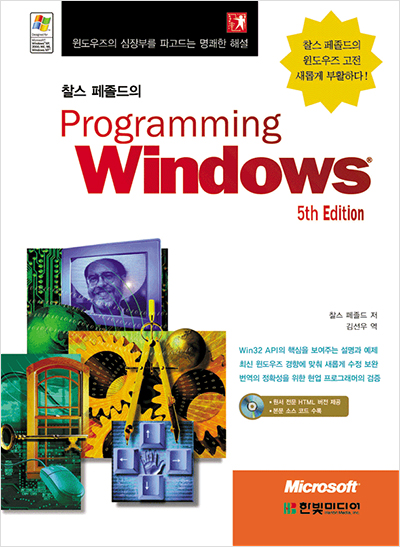 윈도우즈의 심장부를 파고드는 명쾌한 해설
찰스 페졸드의
윈도우즈 고전
새롭게 부활하다!
찰스 페졸드의
Programming
Windows®
5th Edition
찰스 페졸드 저
김선우 역
Win32 API의 핵심을 보여주는 설명과 예제
최신 윈도우즈 경향에 맞춰 새롭게 수정 보완
번역의 정확성을 위한 현업 프로그래머의 검증
• 원서 전문 HTML 버전 제공
• 본문 소스 코드 수록
Microsoft®
한빛미디어